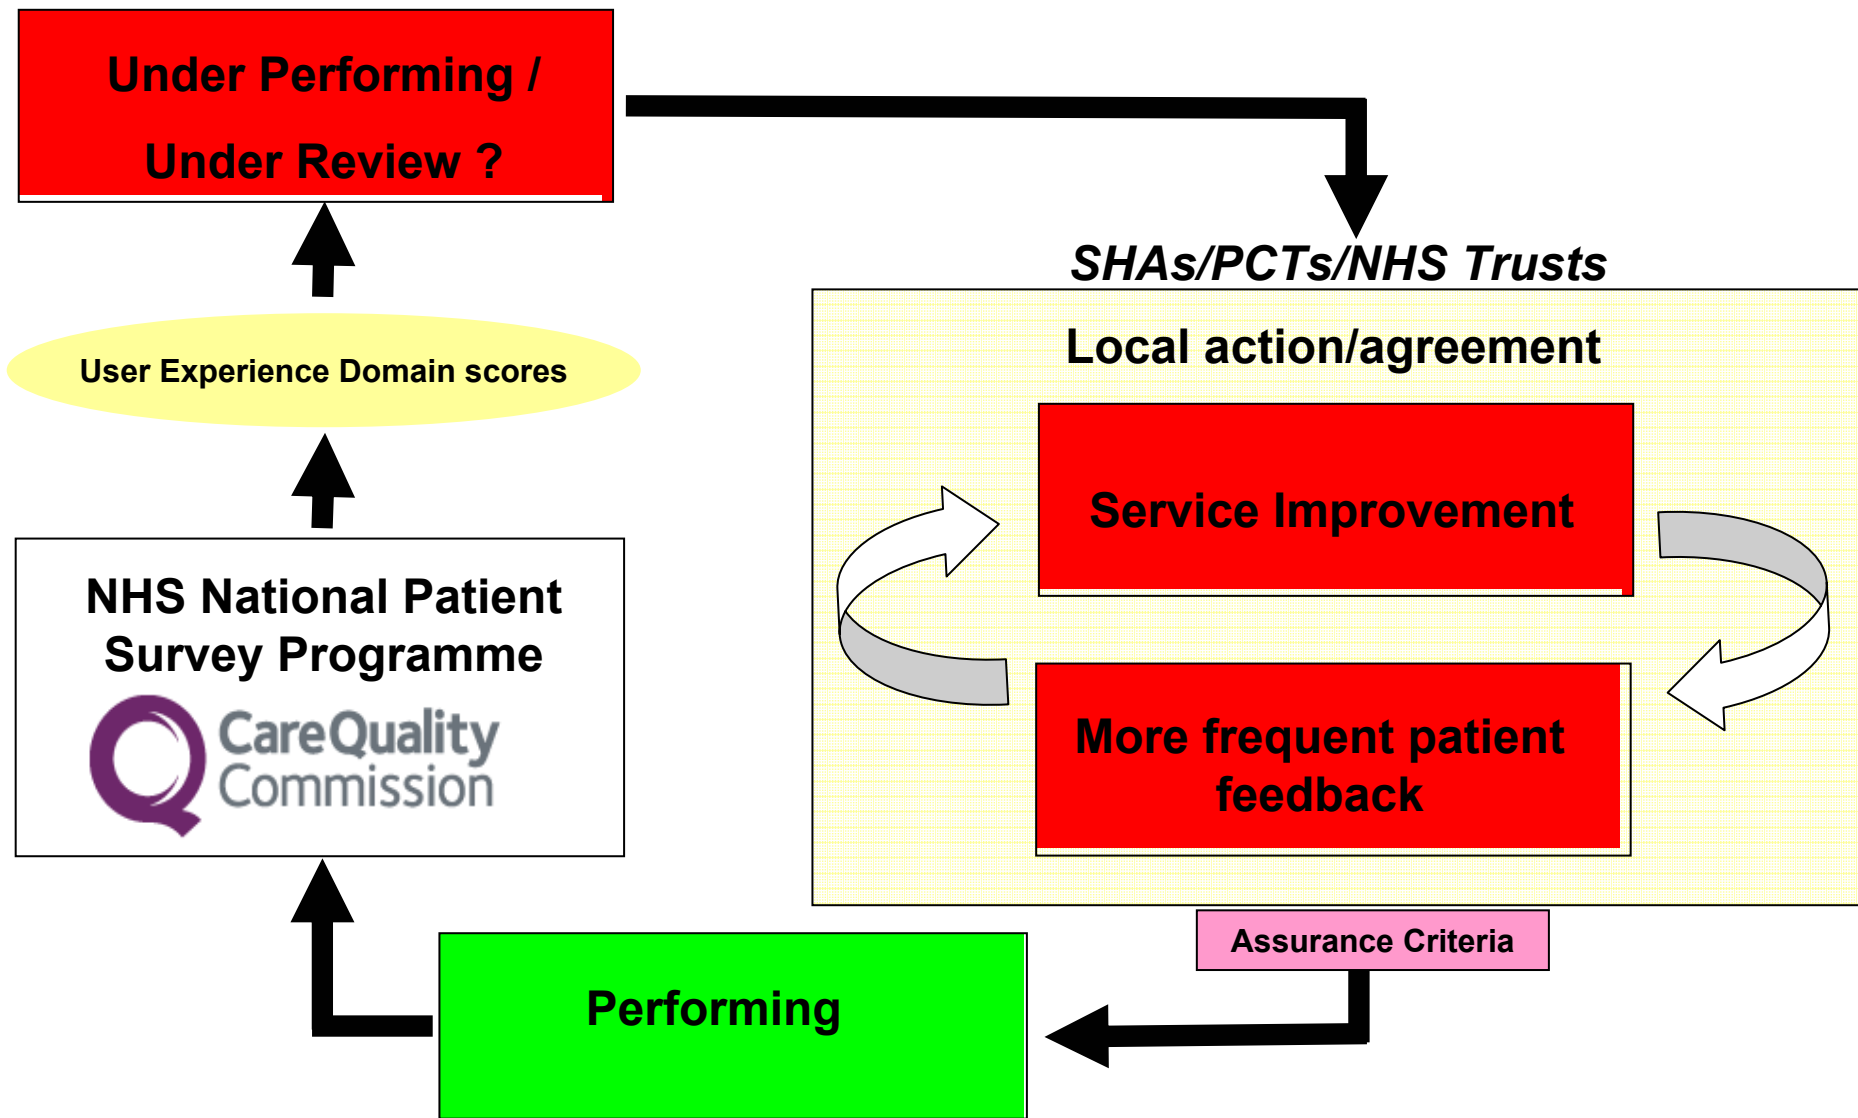 Under Performing /
Under Review ?
SHAs/PCTs/NHS Trusts
Local action/agreement
User Experience Domain scores
Service Improvement
NHS National Patient
Survey Programme
CareQuality
Commission
More frequent patient
feedback
Assurance Criteria
Performing